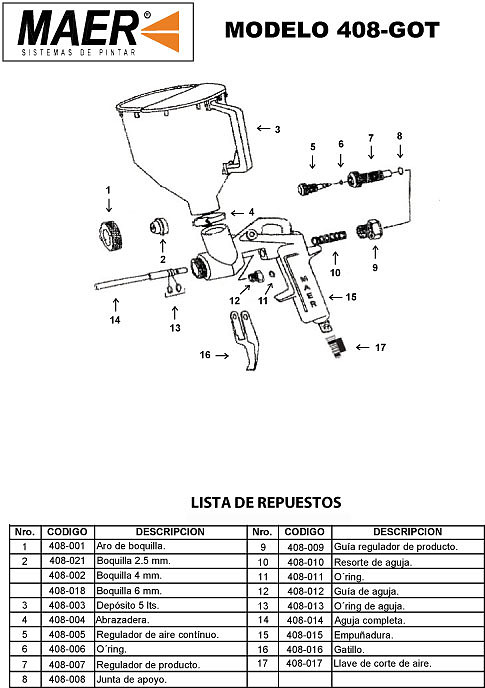 MAER®
SISTEMAS DE PINTAR
MODELO 408-GOT
3
5
6
7
8
1
2
4
10
9
12
11
15
14
13
16
17
MAER
LISTA DE REPUESTOS
Nro. CODIGO DESCRIPCION Nro. CODIGO DESCRIPCION
1 408-001 Aro de boquilla. 9 408-009 Guía regulador de producto.
2 408-021 Boquilla 2.5 mm. 10 408-010 Resorte de aguja.
408-002 Boquilla 4 mm. 11 408-011 O´ring.
408-018 Boquilla 6 mm. 12 408-012 Guía de aguja.
3 408-003 Depósito 5 lts. 13 408-013 O´ring de aguja.
4 408-004 Abrazadera. 14 408-014 Aguja completa.
5 408-005 Regulador de aire contínuo. 15 408-015 Empuñadura.
6 408-006 O´ring. 16 408-016 Gatillo.
7 408-007 Regulador de producto. 17 408-017 Llave de corte de aire.
8 408-008 Junta de apoyo.